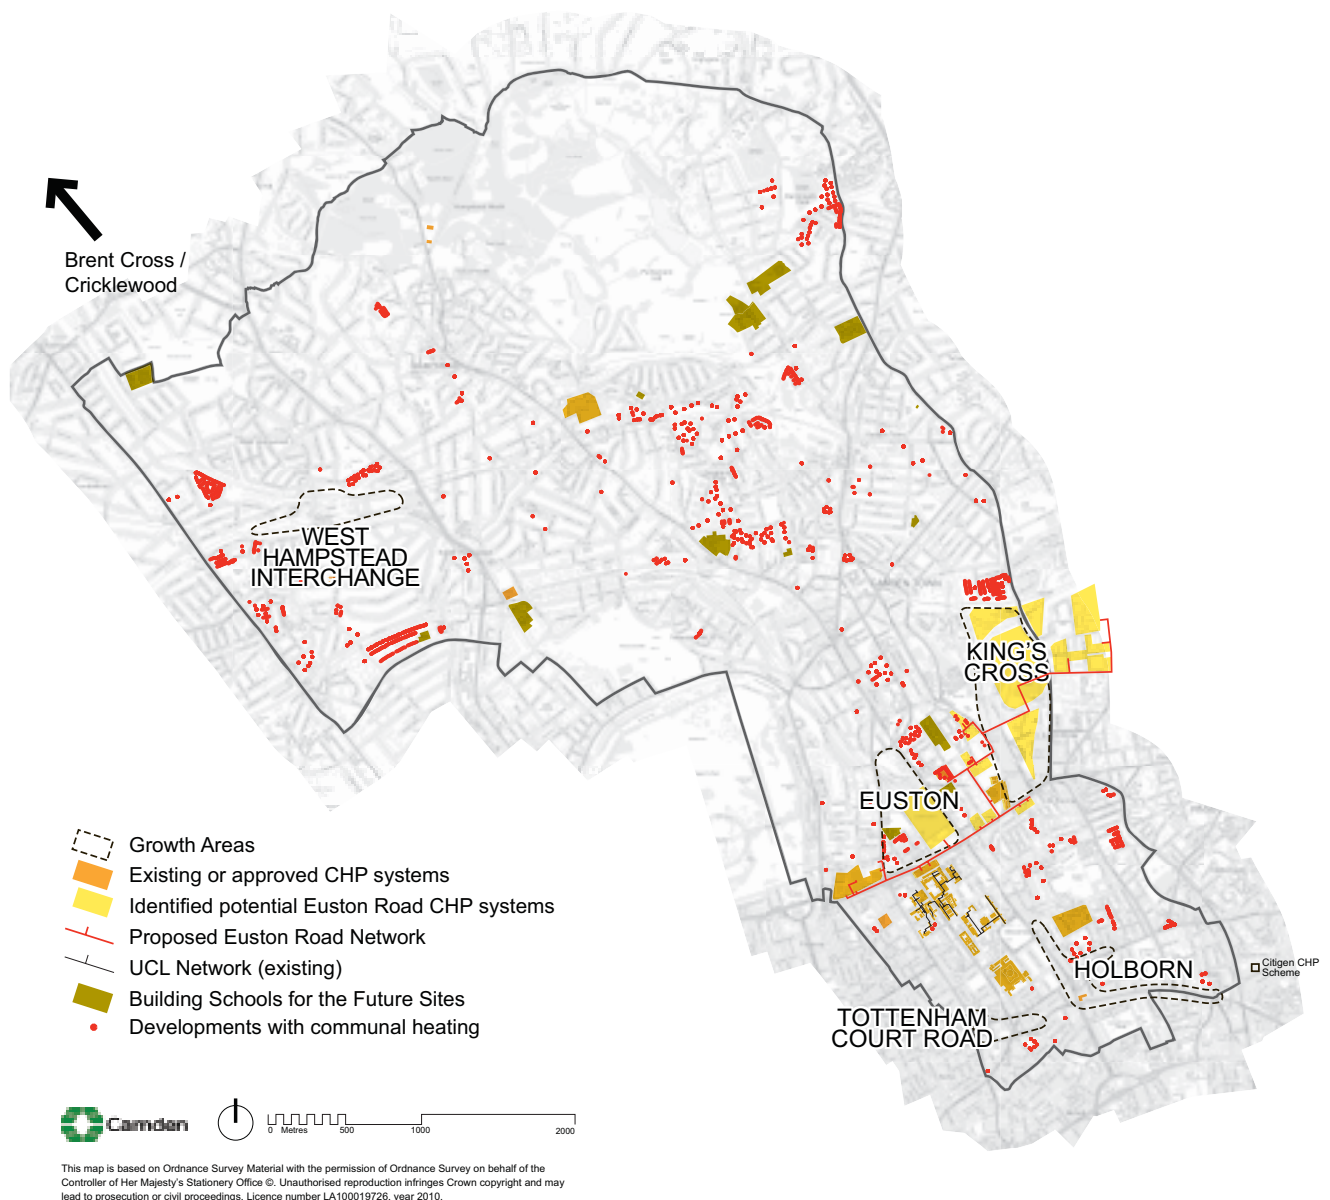 Brent Cross /
Cricklewood
WEST
HAMPSTEAD
INTERCHANGE
KING'S
CROSS
EUSTON
HOLBORN
Citigen CHP
Scheme
TOTTENHAM
COURT ROAD
Growth Areas
Existing or approved CHP systems
Identified potential Euston Road CHP systems
Proposed Euston Road Network
UCL Network (existing)
Building Schools for the Future Sites
Developments with communal heating
Camden
0 Metres 500 1000 2000
This map is based on Ordnance Survey Material with the permission of Ordnance Survey on behalf of the
Controller of Her Majesty's Stationery Office ©. Unauthorised reproduction infringes Crown copyright and may
lead to prosecution or civil proceedings. Licence number LA100019726, year 2010.